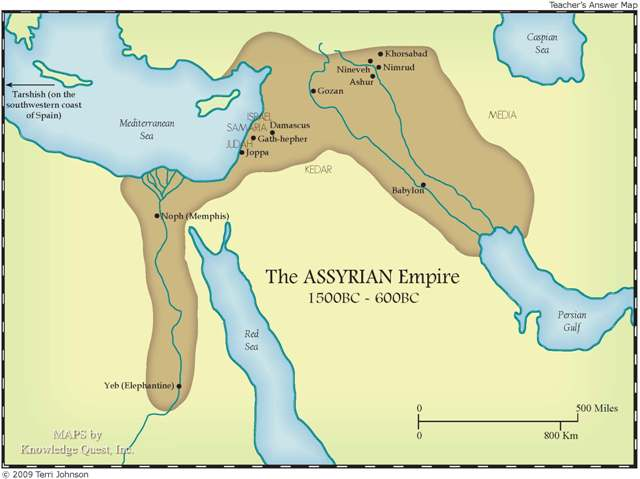 Teacher's Answer Map
Caspian
Sea
Khorsabad
Nineveh
Nimrud
Ashur
Gozan
Tarshish (on the
southwestern coast
of Spain)
MEDIA
Mediterranean
Sea
ISRAEL
SAMARIA
Damascus
Gath-hepher
JUDAH
Joppa
KEDAR
Babylon
Noph (Memphis)
The ASSYRIAN Empire
1500BC - 600BC
Red
Sea
Persian
Gulf
Yeb (Elephantine)
0
500 Miles
0
800 Km
MAPS by
Knowledge Quest, Inc.
© 2009 Terri Johnson